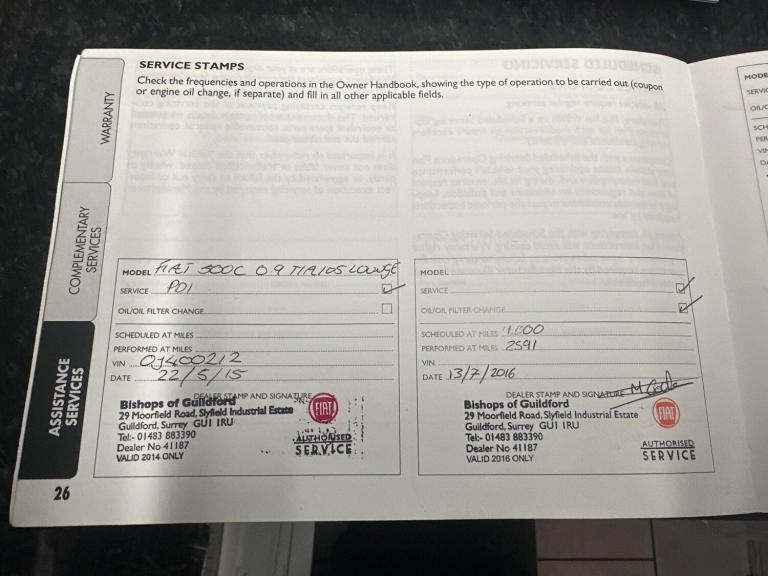 SERVICE STAMPS
Check the frequencies and operations in the Owner Handbook, showing the type of operation to be carried out (coupon
or engine oil change, if separate) and fill in all other applicable fields.
WARRANTY
COMPLEMENTARY
SERVICES
ASSISTANCE
SERVICES
MODEL FIAT 500C 0.9 T/A 105 LOUNGE
SERVICE PDI
OIL/OIL FILTER CHANGE
SCHEDULED AT MILES
PERFORMED AT MILES
VIN OJ400212
DATE 22/5/15
DEALER STAMP AND SIGNATURE
Bishops of Guildford
29 Moorfield Road, Slyfield Industrial Estate
Guildford, Surrey GU1 1RU
Tel:- 01483 883390
Dealer No 41187
VALID 2014 ONLY
FIAT
AUTHORISED
SERVICE
MODEL
SERVICE
OIL/OIL FILTER CHANGE
SCHEDULED AT MILES
PERFORMED AT MILES 2591
VIN
DATE 13/7/2016
DEALER STAMP AND SIGNATURE
Bishops of Guildford
29 Moorfield Road, Slyfield Industrial Estate
Guildford, Surrey GU1 1RU
Tel:- 01483 883390
Dealer No 41187
VALID 2016 ONLY
FIAT
AUTHORISED
SERVICE
26